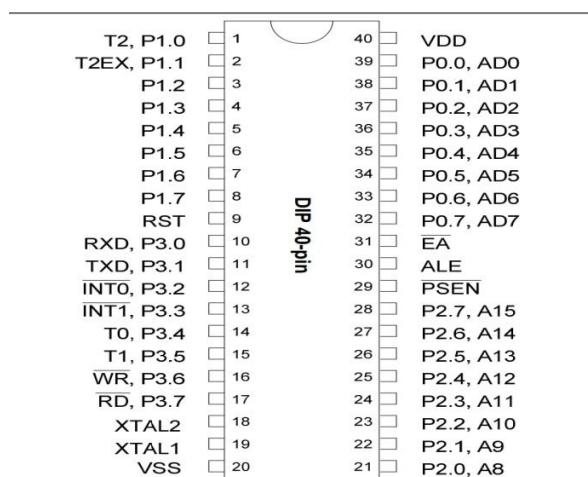 T2, P1.0 1 40 VDD
T2EX, P1.1 2 39 P0.0, AD0
P1.2 3 38 P0.1, AD1
P1.3 4 37 P0.2, AD2
P1.4 5 36 P0.3, AD3
P1.5 6 35 P0.4, AD4
P1.6 7 34 P0.5, AD5
P1.7 8 33 P0.6, AD6
RST 9 32 P0.7, AD7
RXD, P3.0 10 31 E̅A̅
TXD, P3.1 11 30 ALE
I̅N̅T̅0̅, P3.2 12 29 P̅S̅E̅N̅
I̅N̅T̅1̅, P3.3 13 28 P2.7, A15
T0, P3.4 14 27 P2.6, A14
T1, P3.5 15 26 P2.5, A13
W̅R̅, P3.6 16 25 P2.4, A12
R̅D̅, P3.7 17 24 P2.3, A11
XTAL2 18 23 P2.2, A10
XTAL1 19 22 P2.1, A9
VSS 20 21 P2.0, A8
DIP 40-pin